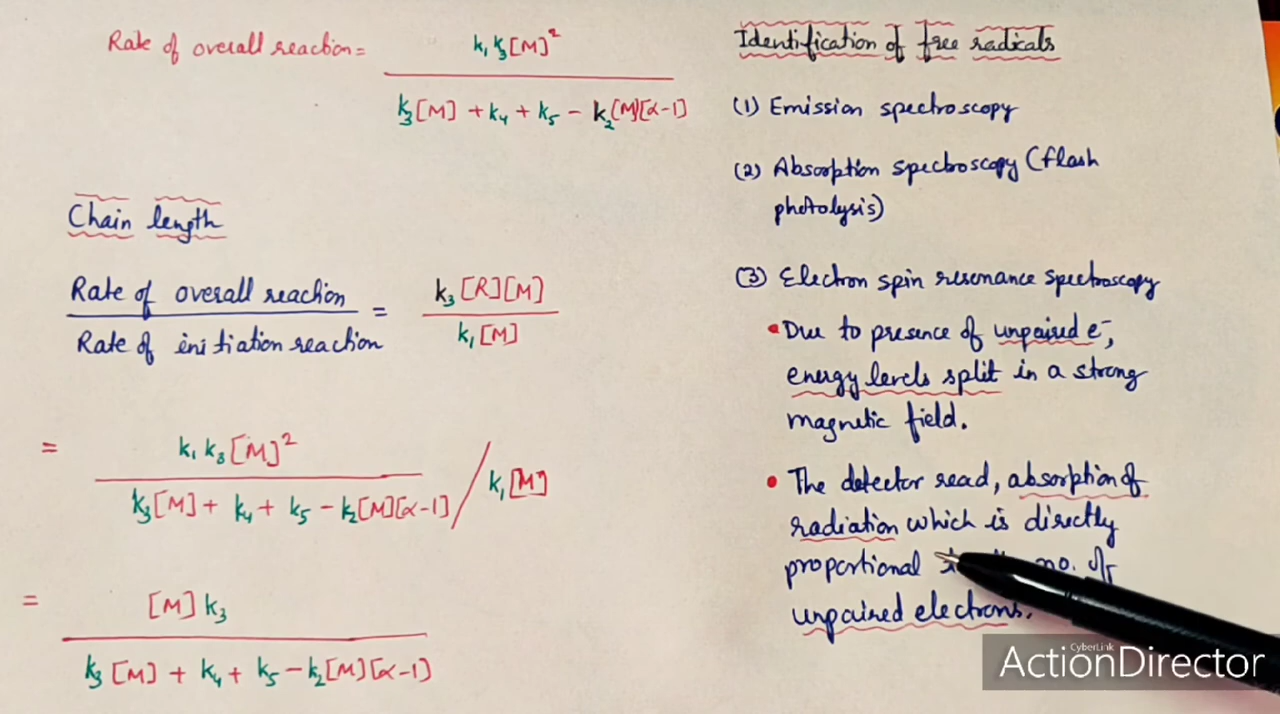 Rate of overall reaction = k₁k₃[M]²
k₃[M] + k₄ + k₅ - k₂[M][α-1]
Chain length
Rate of overall reaction = k₃[R][M]
Rate of initiation reaction k₁[M]
= k₁k₃[M]² / k₁[M]
k₃[M] + k₄ + k₅ - k₂[M][α-1]
= [M]k₃
k₃[M] + k₄ + k₅ - k₂[M][α-1]
Identification of free radicals
(1) Emission spectroscopy
(2) Absorption spectroscopy (flash
photolysis)
(3) Electron spin resonance spectroscopy
• Due to presence of unpaired e⁻,
energy levels split in a strong
magnetic field.
• The detector read, absorption of
radiation which is directly
proportional no. of
unpaired electrons.
CyberLink
ActionDirector